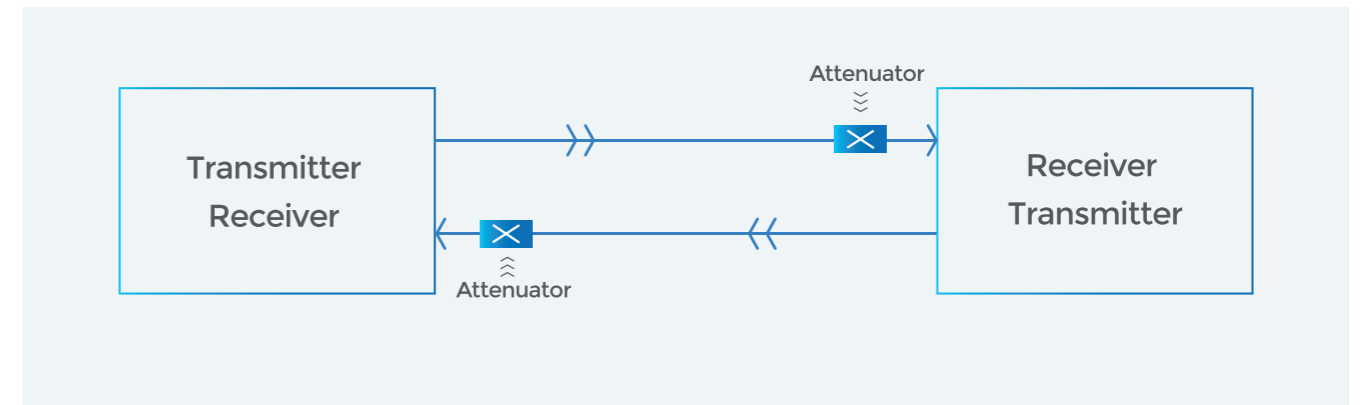 Attenuator
Transmitter
Receiver
Receiver
Transmitter
Attenuator